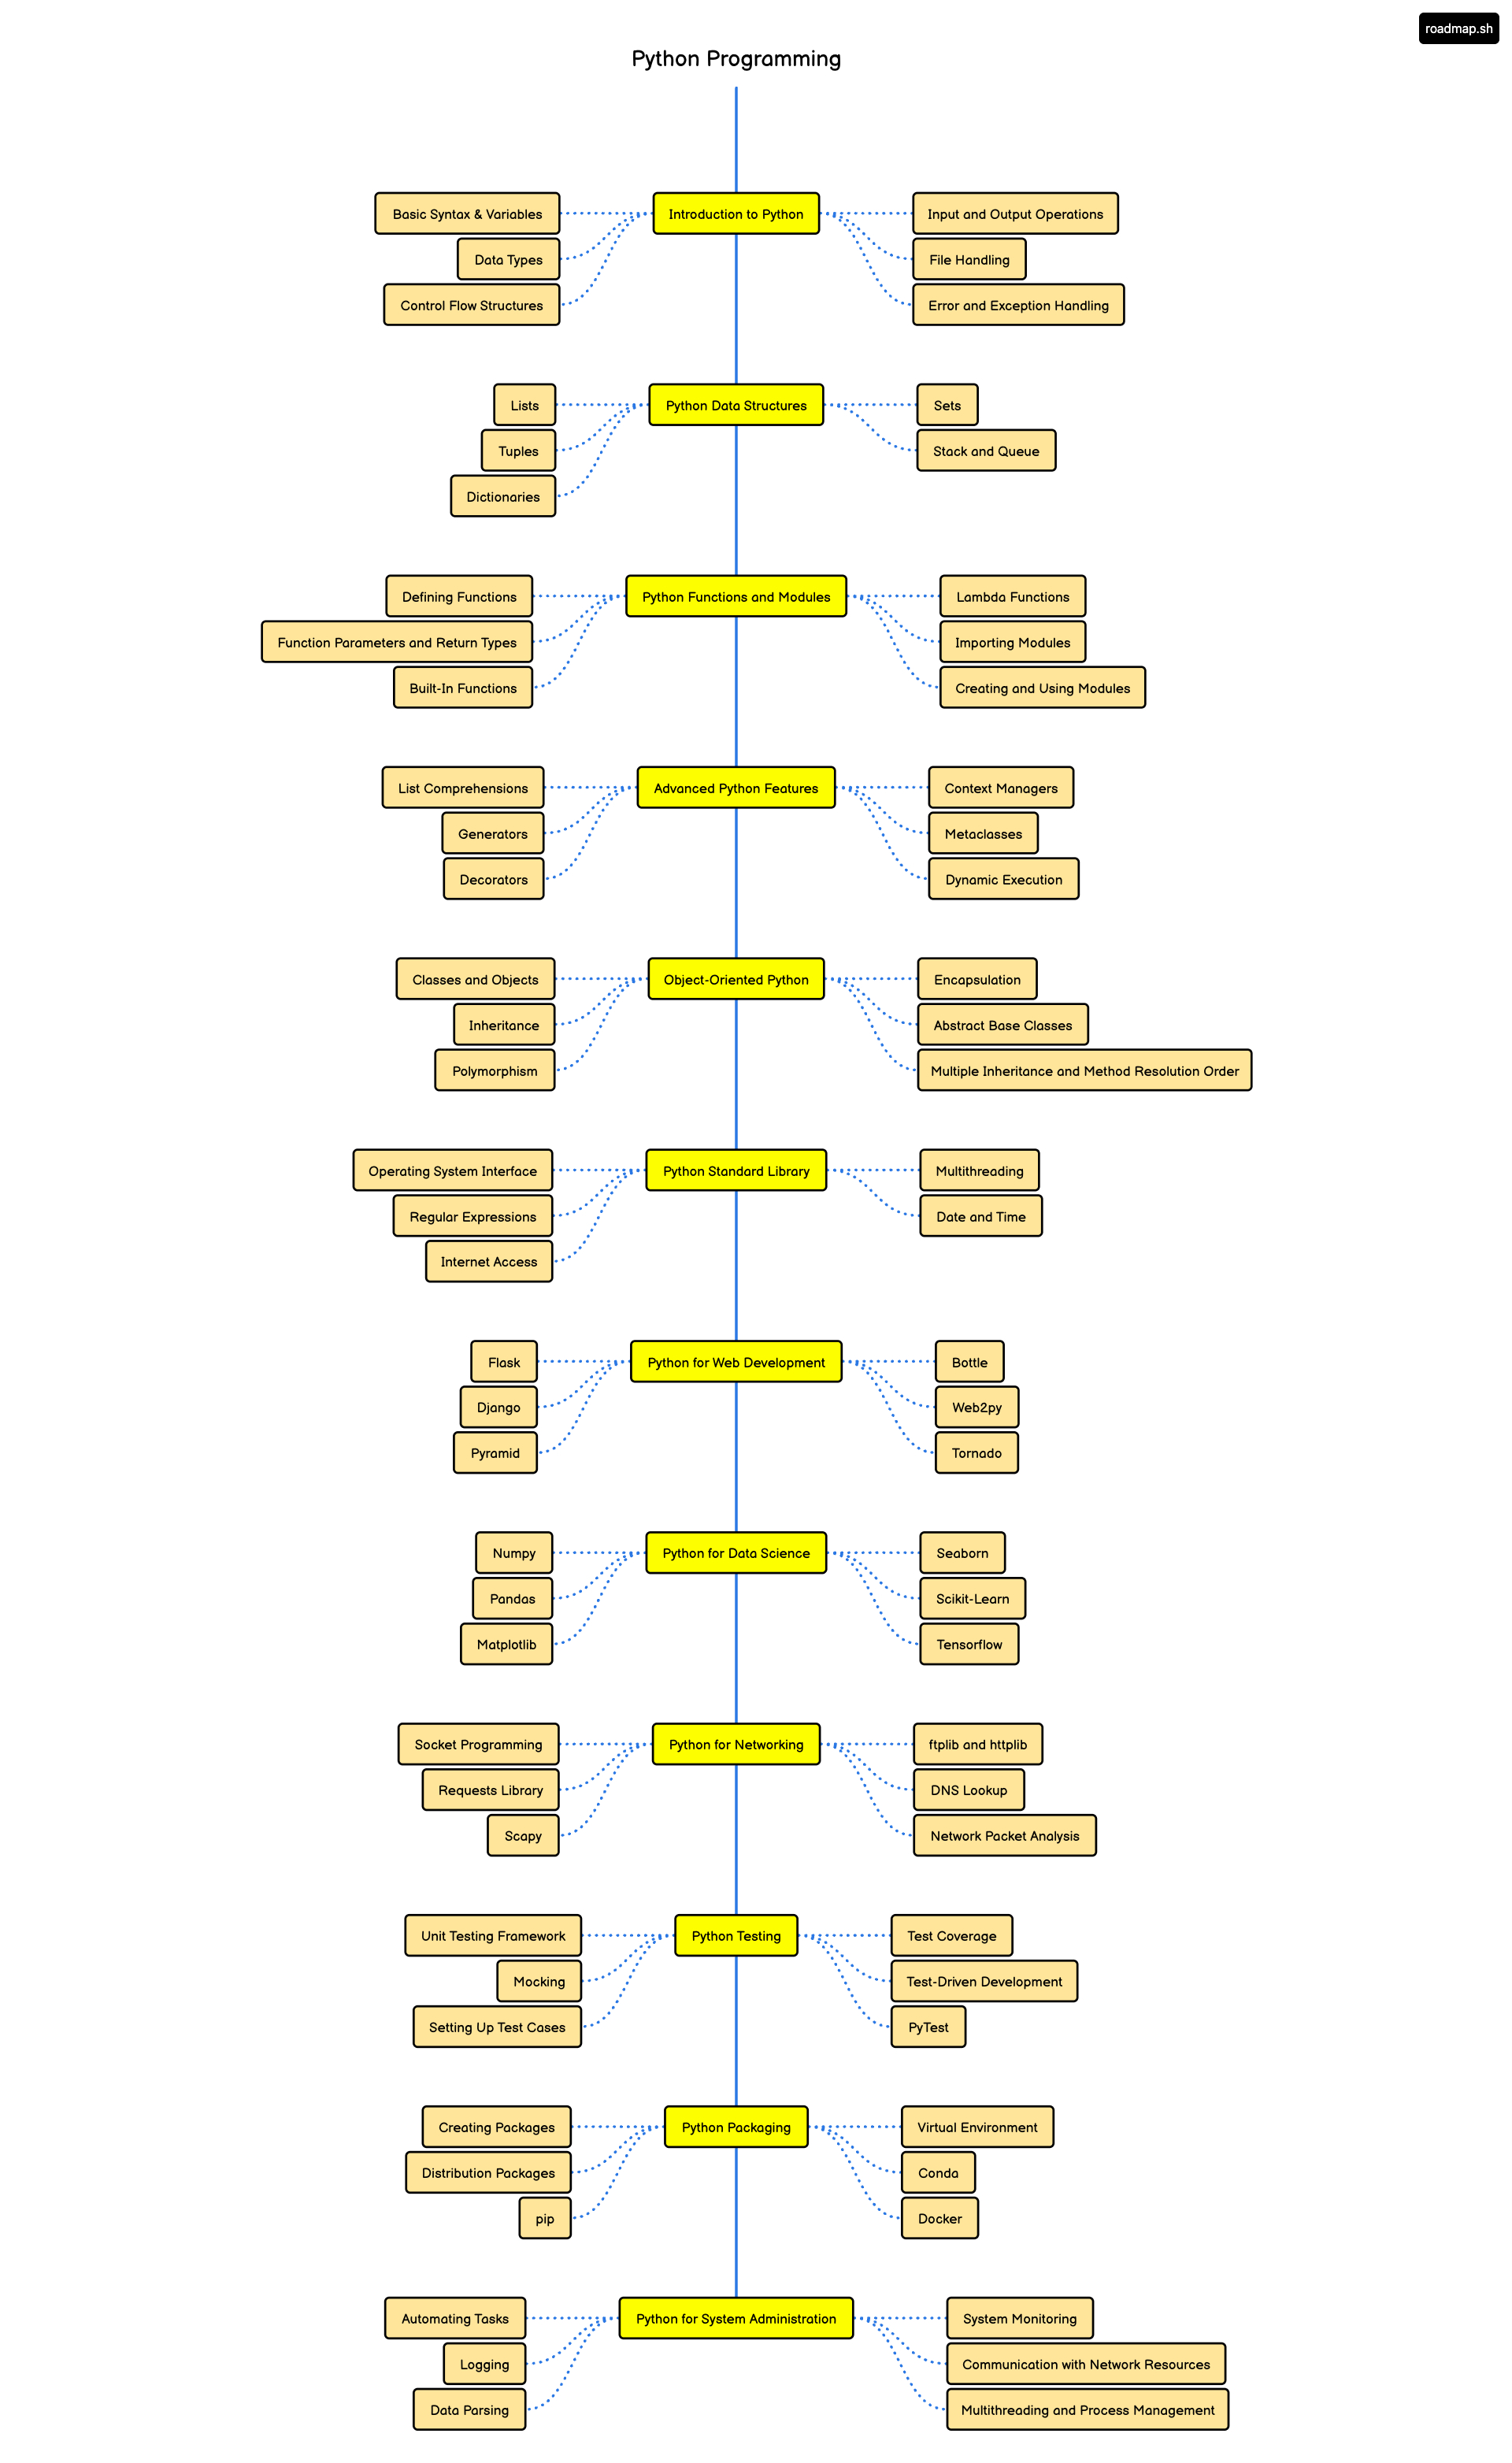 roadmap.sh
Python Programming
Introduction to Python
Basic Syntax & Variables
Data Types
Control Flow Structures
Input and Output Operations
File Handling
Error and Exception Handling
Python Data Structures
Lists
Tuples
Dictionaries
Sets
Stack and Queue
Python Functions and Modules
Defining Functions
Function Parameters and Return Types
Built-In Functions
Lambda Functions
Importing Modules
Creating and Using Modules
Advanced Python Features
List Comprehensions
Generators
Decorators
Context Managers
Metaclasses
Dynamic Execution
Object-Oriented Python
Classes and Objects
Inheritance
Polymorphism
Encapsulation
Abstract Base Classes
Multiple Inheritance and Method Resolution Order
Python Standard Library
Operating System Interface
Regular Expressions
Internet Access
Multithreading
Date and Time
Python for Web Development
Flask
Django
Pyramid
Bottle
Web2py
Tornado
Python for Data Science
Numpy
Pandas
Matplotlib
Seaborn
Scikit-Learn
Tensorflow
Python for Networking
Socket Programming
Requests Library
Scapy
ftplib and httplib
DNS Lookup
Network Packet Analysis
Python Testing
Unit Testing Framework
Mocking
Setting Up Test Cases
Test Coverage
Test-Driven Development
PyTest
Python Packaging
Creating Packages
Distribution Packages
pip
Virtual Environment
Conda
Docker
Python for System Administration
Automating Tasks
Logging
Data Parsing
System Monitoring
Communication with Network Resources
Multithreading and Process Management